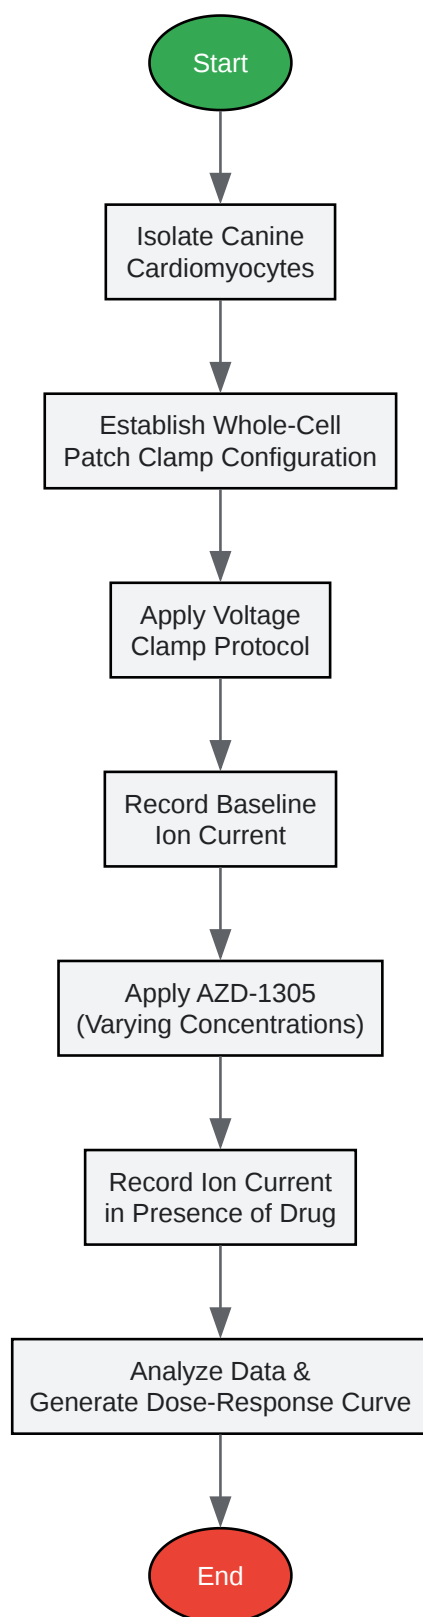 Start
Isolate Canine
Cardiomyocytes
Establish Whole-Cell
Patch Clamp Configuration
Apply Voltage
Clamp Protocol
Record Baseline
Ion Current
Apply AZD-1305
(Varying Concentrations)
Record Ion Current
in Presence of Drug
Analyze Data &
Generate Dose-Response Curve
End